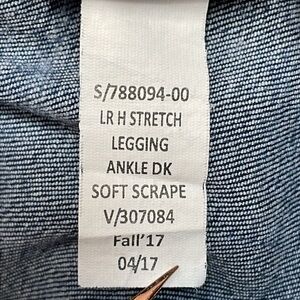 S/788094-00
LR H STRETCH
LEGGING
ANKLE DK
SOFT SCRAPE
V/307084
Fall'17
04/17